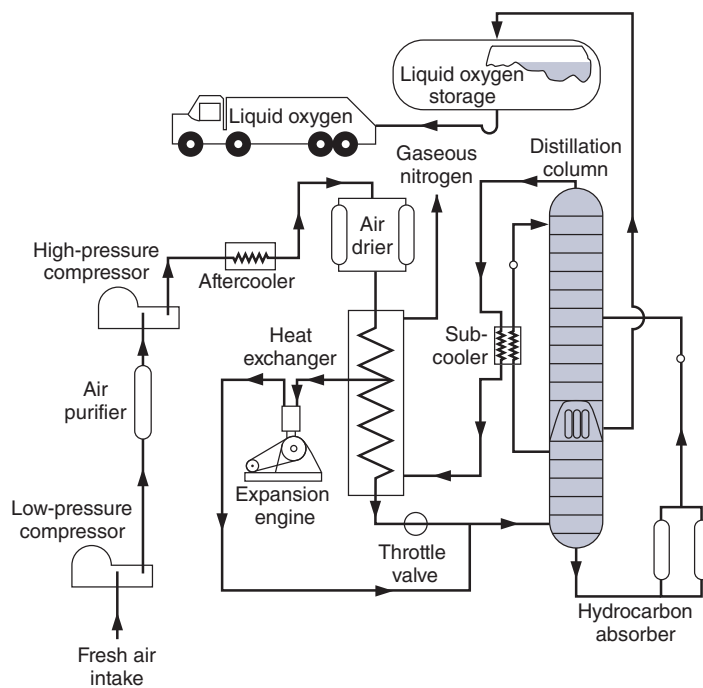 Liquid oxygen
storage
Liquid oxygen
Distillation
column
Gaseous
nitrogen
Air
drier
High-pressure
compressor
Aftercooler
Heat
exchanger
Sub-
cooler
Air
purifier
Expansion
engine
Low-pressure
compressor
Throttle
valve
Hydrocarbon
absorber
Fresh air
intake